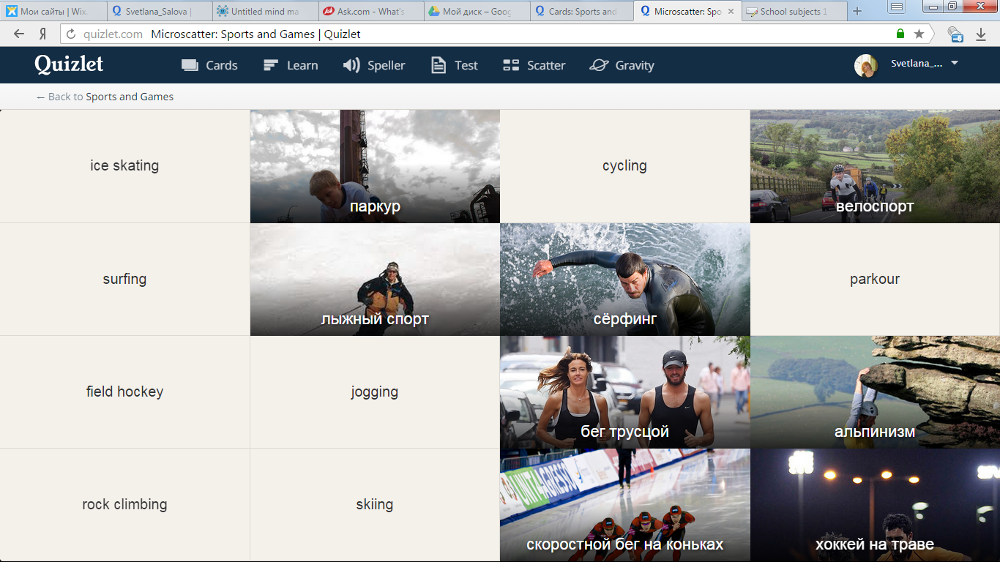 Мои сайты | Wix.
Svetlana_Salova |
Untitled mind ma
Ask.com - What's
Мой диск – Goog
Cards: Sports and
Microscatter: Spo
School subjects 1
quizlet.com Microscatter: Sports and Games | Quizlet
Quizlet Cards Learn Speller Test Scatter Gravity Svetlana_...
← Back to Sports and Games
ice skating
паркур
cycling
велоспорт
surfing
лыжный спорт
сёрфинг
parkour
field hockey
jogging
бег трусцой
альпинизм
rock climbing
skiing
скоростной бег на коньках
хоккей на траве